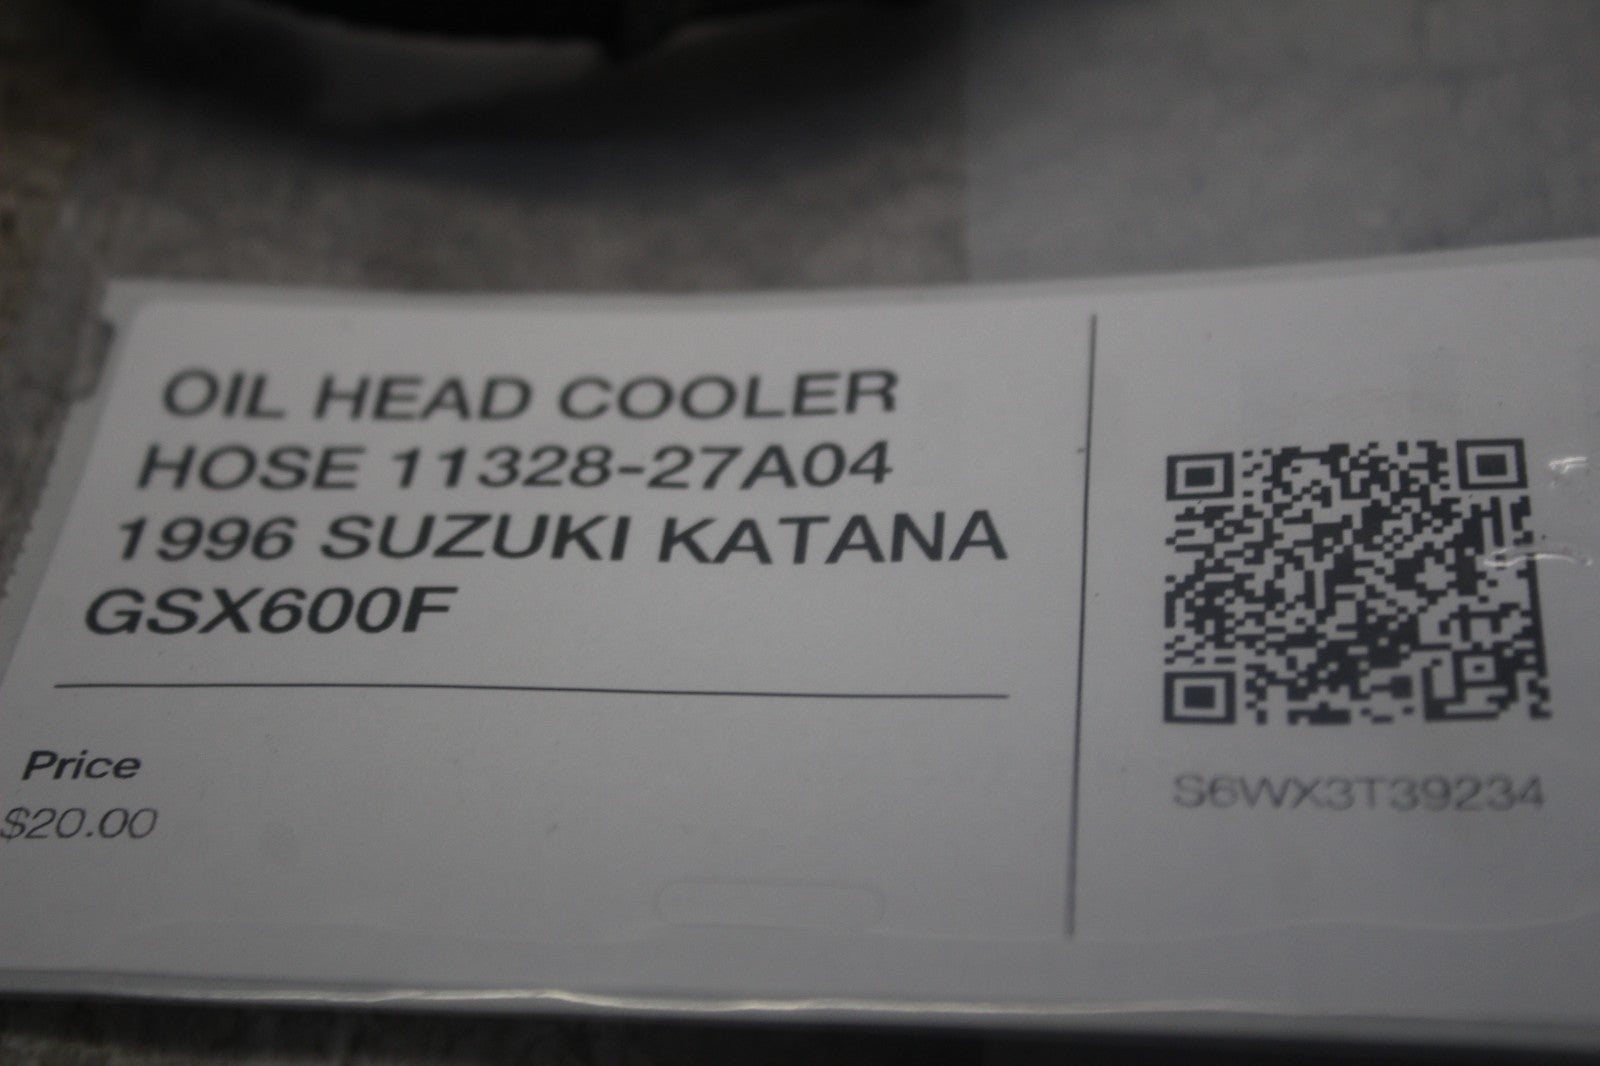 OIL HEAD COOLER
HOSE 11328-27A04
1996 SUZUKI KATANA
GSX600F
Price
$20.00
S6WX3T39234